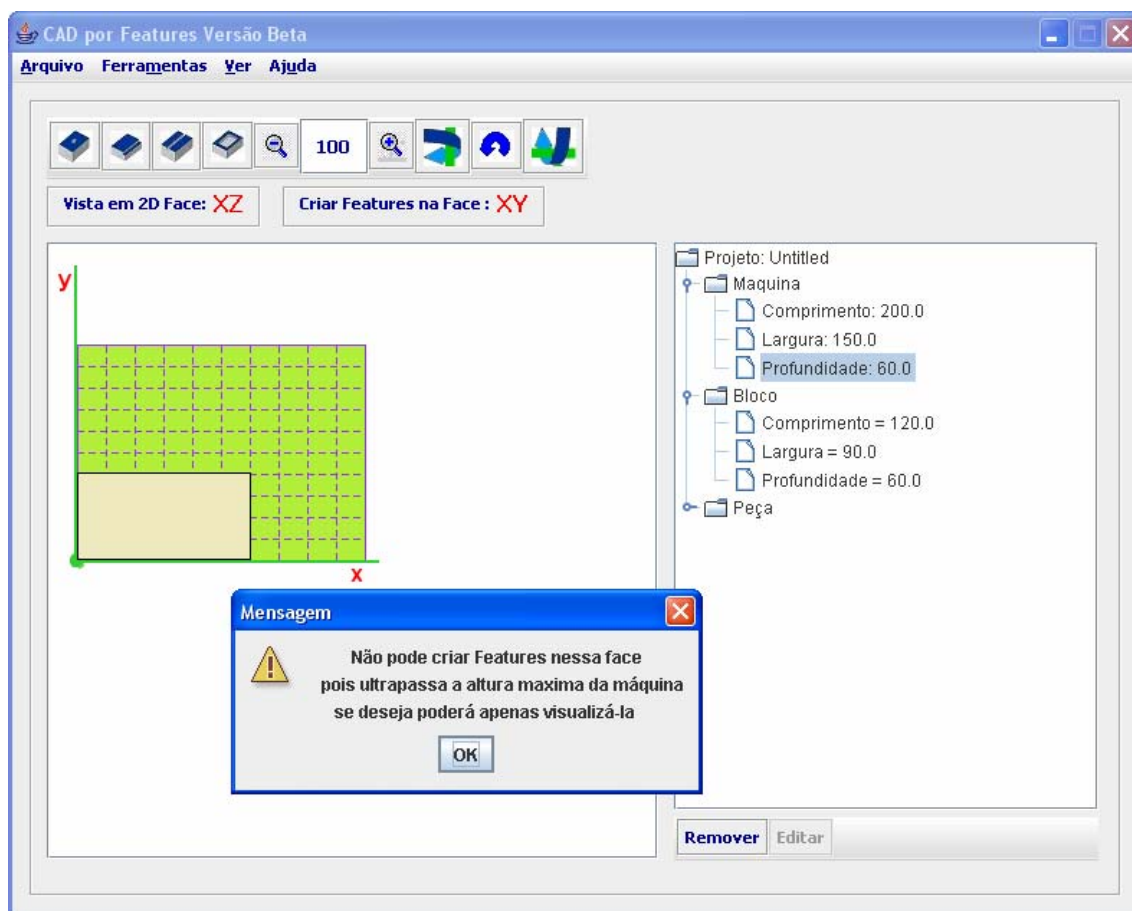 CAD por Features Versão Beta
Arquivo Ferramentas Ver Ajuda
100
Vista em 2D Face: XZ Criar Features na Face : XY
y
x
Projeto: Untitled
Maquina
Comprimento: 200.0
Largura: 150.0
Profundidade: 60.0
Bloco
Comprimento = 120.0
Largura = 90.0
Profundidade = 60.0
Peça
Mensagem
Não pode criar Features nessa face
pois ultrapassa a altura maxima da máquina
se deseja poderá apenas visualizá-la
OK
Remover Editar